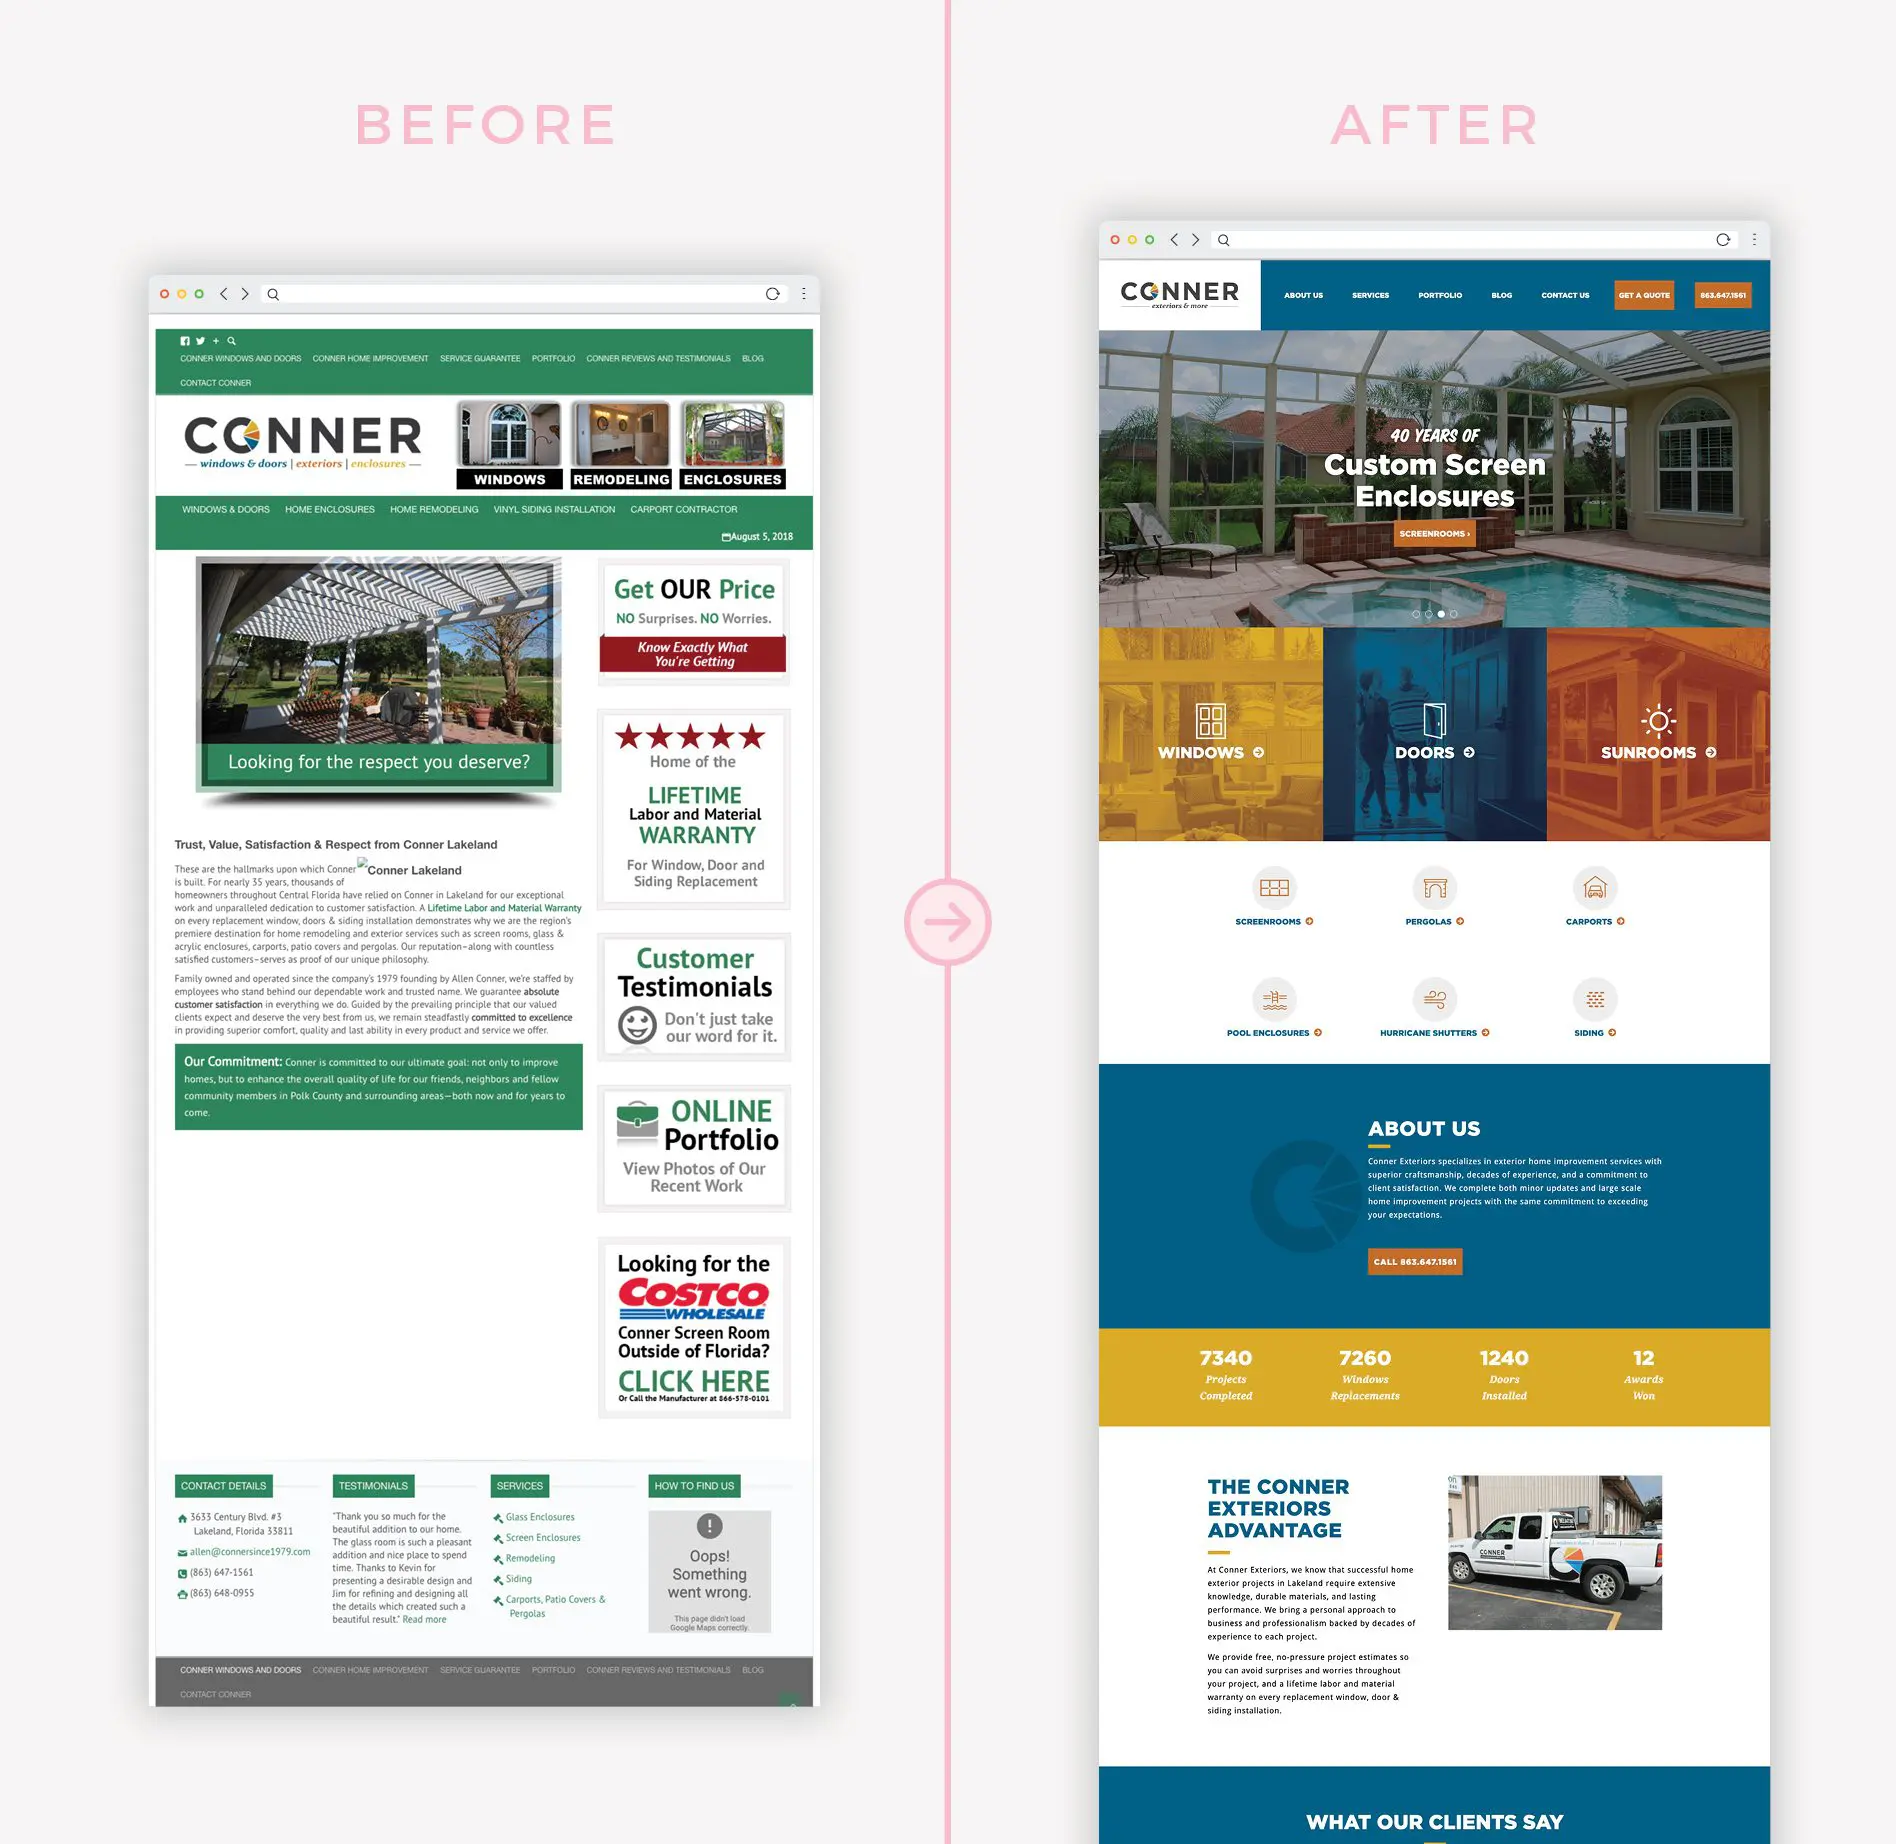 BEFORE
CONNER WINDOWS AND DOORS CONNER HOME IMPROVEMENT SERVICE GUARANTEE PORTFOLIO CONNER REVIEWS AND TESTIMONIALS BLOG
CONTACT CONNER
CONNER
windows & doors | exteriors | enclosures
WINDOWS REMODELING ENCLOSURES
WINDOWS & DOORS HOME ENCLOSURES HOME REMODELING VINYL SIDING INSTALLATION CARPORT CONTRACTOR
August 5, 2018
Looking for the respect you deserve?
Trust, Value, Satisfaction & Respect from Conner Lakeland
Conner Lakeland
These are the hallmarks upon which Conner
is built. For nearly 35 years, thousands of
homeowners throughout Central Florida have relied on Conner in Lakeland for our exceptional
work and unparalleled dedication to customer satisfaction. A Lifetime Labor and Material Warranty
on every replacement window, doors & siding installation demonstrates why we are the region's
premiere destination for home remodeling and exterior services such as screen rooms, glass &
acrylic enclosures, carports, patio covers and pergolas. Our reputation–along with countless
satisfied customers–serves as proof of our unique philosophy.
Family owned and operated since the company's 1979 founding by Allen Conner, we're staffed by
employees who stand behind our dependable work and trusted name. We guarantee absolute
customer satisfaction in everything we do. Guided by the prevailing principle that our valued
clients expect and deserve the very best from us, we remain steadfastly committed to excellence
in providing superior comfort, quality and last ability in every product and service we offer.
Our Commitment: Conner is committed to our ultimate goal: not only to improve
homes, but to enhance the overall quality of life for our friends, neighbors and fellow
community members in Polk County and surrounding areas—both now and for years to
come.
Get OUR Price
NO Surprises. NO Worries.
Know Exactly What
You're Getting
Home of the
LIFETIME
Labor and Material
WARRANTY
For Window, Door and
Siding Replacement
Customer
Testimonials
Don't just take
our word for it.
ONLINE
Portfolio
View Photos of Our
Recent Work
Looking for the
COSTCO
WHOLESALE
Conner Screen Room
Outside of Florida?
CLICK HERE
Or Call the Manufacturer at 866-578-0101
CONTACT DETAILS
3633 Century Blvd. #3
Lakeland, Florida 33811
allen@connersince1979.com
(863) 647-1561
(863) 648-0955
TESTIMONIALS
"Thank you so much for the
beautiful addition to our home.
The glass room is such a pleasant
addition and nice place to spend
time. Thanks to Kevin for
presenting a desirable design and
Jim for refining and designing all
the details which created such a
beautiful result." Read more
SERVICES
Glass Enclosures
Screen Enclosures
Remodeling
Siding
Carports, Patio Covers &
Pergolas
HOW TO FIND US
Oops!
Something
went wrong.
This page didn't load
Google Maps correctly.
CONNER WINDOWS AND DOORS CONNER HOME IMPROVEMENT SERVICE GUARANTEE PORTFOLIO CONNER REVIEWS AND TESTIMONIALS BLOG
CONTACT CONNER
AFTER
CONNER
exteriors & more
ABOUT US SERVICES PORTFOLIO BLOG CONTACT US GET A QUOTE 863.647.1561
40 YEARS OF
Custom Screen
Enclosures
SCREENROOMS ›
WINDOWS DOORS SUNROOMS
SCREENROOMS PERGOLAS CARPORTS
POOL ENCLOSURES HURRICANE SHUTTERS SIDING
ABOUT US
Conner Exteriors specializes in exterior home improvement services with
superior craftsmanship, decades of experience, and a commitment to
client satisfaction. We complete both minor updates and large scale
home improvement projects with the same commitment to exceeding
your expectations.
CALL 863.647.1561
7340 7260 1240 12
Projects Windows Doors Awards
Completed Replacements Installed Won
THE CONNER
EXTERIORS
ADVANTAGE
At Conner Exteriors, we know that successful home
exterior projects in Lakeland require extensive
knowledge, durable materials, and lasting
performance. We bring a personal approach to
business and professionalism backed by decades of
experience to each project.
We provide free, no-pressure project estimates so
you can avoid surprises and worries throughout
your project, and a lifetime labor and material
warranty on every replacement window, door &
siding installation.
CONNER
WHAT OUR CLIENTS SAY